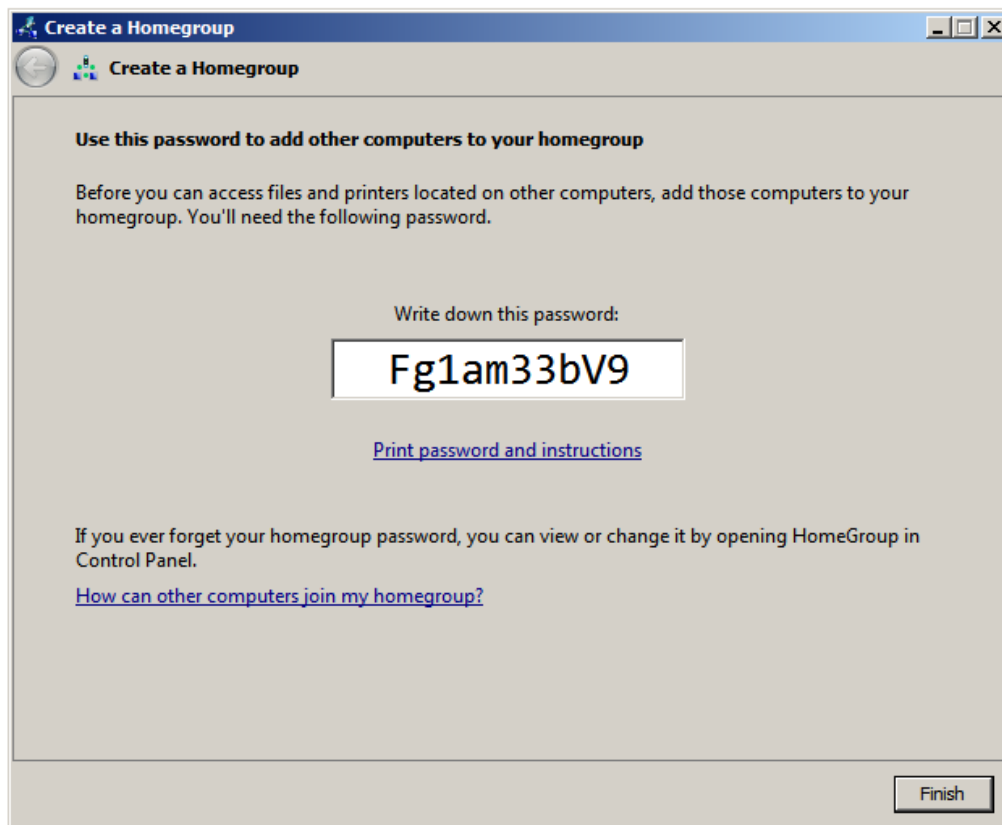 Create a Homegroup
Create a Homegroup
Use this password to add other computers to your homegroup
Before you can access files and printers located on other computers, add those computers to your
homegroup. You'll need the following password.
Write down this password:
Fg1am33bV9
Print password and instructions
If you ever forget your homegroup password, you can view or change it by opening HomeGroup in
Control Panel.
How can other computers join my homegroup?
Finish